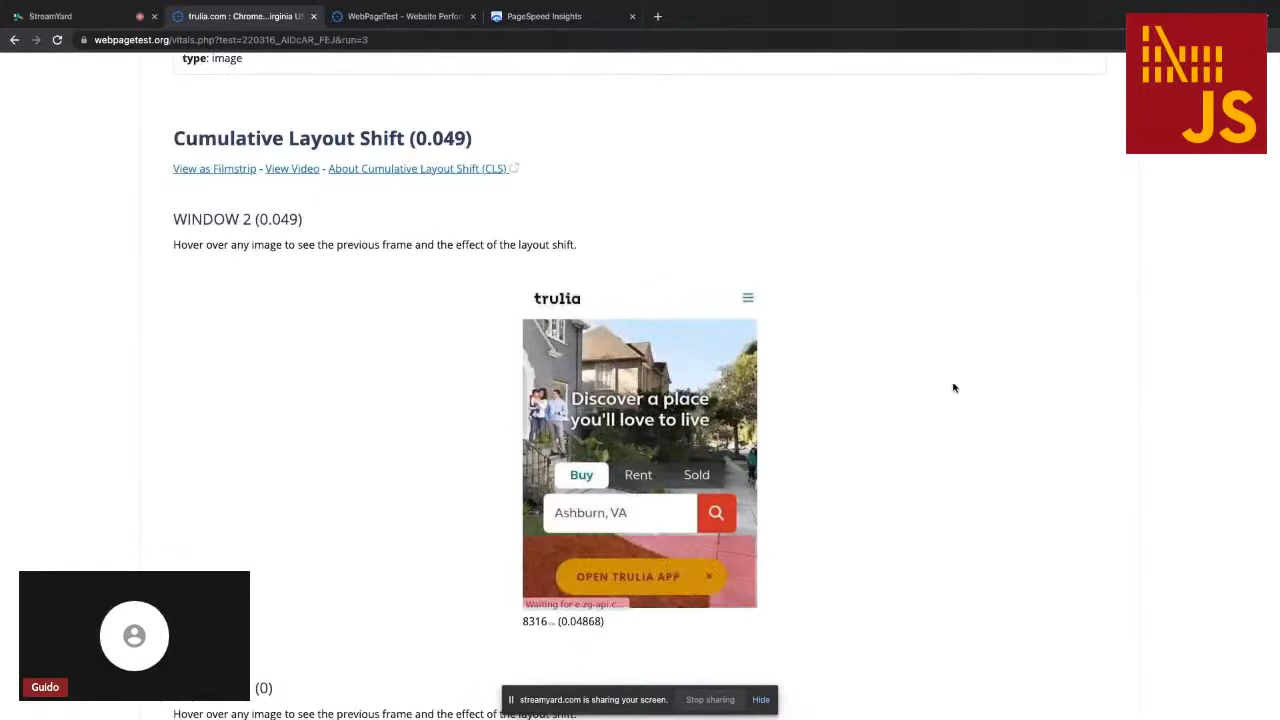 StreamYard
trulia.com : Chrome...irginia US
WebPageTest - Website Perfor
PageSpeed Insights
webpagetest.org/vitals.php?test=220316_AiDcAR_FEJ&run=3
type: image
JS
Cumulative Layout Shift (0.049)
View as Filmstrip - View Video - About Cumulative Layout Shift (CLS)
WINDOW 2 (0.049)
Hover over any image to see the previous frame and the effect of the layout shift.
trulia
Discover a place
you'll love to live
Buy Rent Sold
Ashburn, VA
OPEN TRULIA APP ×
Waiting for e.zg-api.c...
8316 (0.04868)
Guido
(0)
streamyard.com is sharing your screen. Stop sharing Hide
Hover over any image to see the previous frame and the effect of the layout shift.